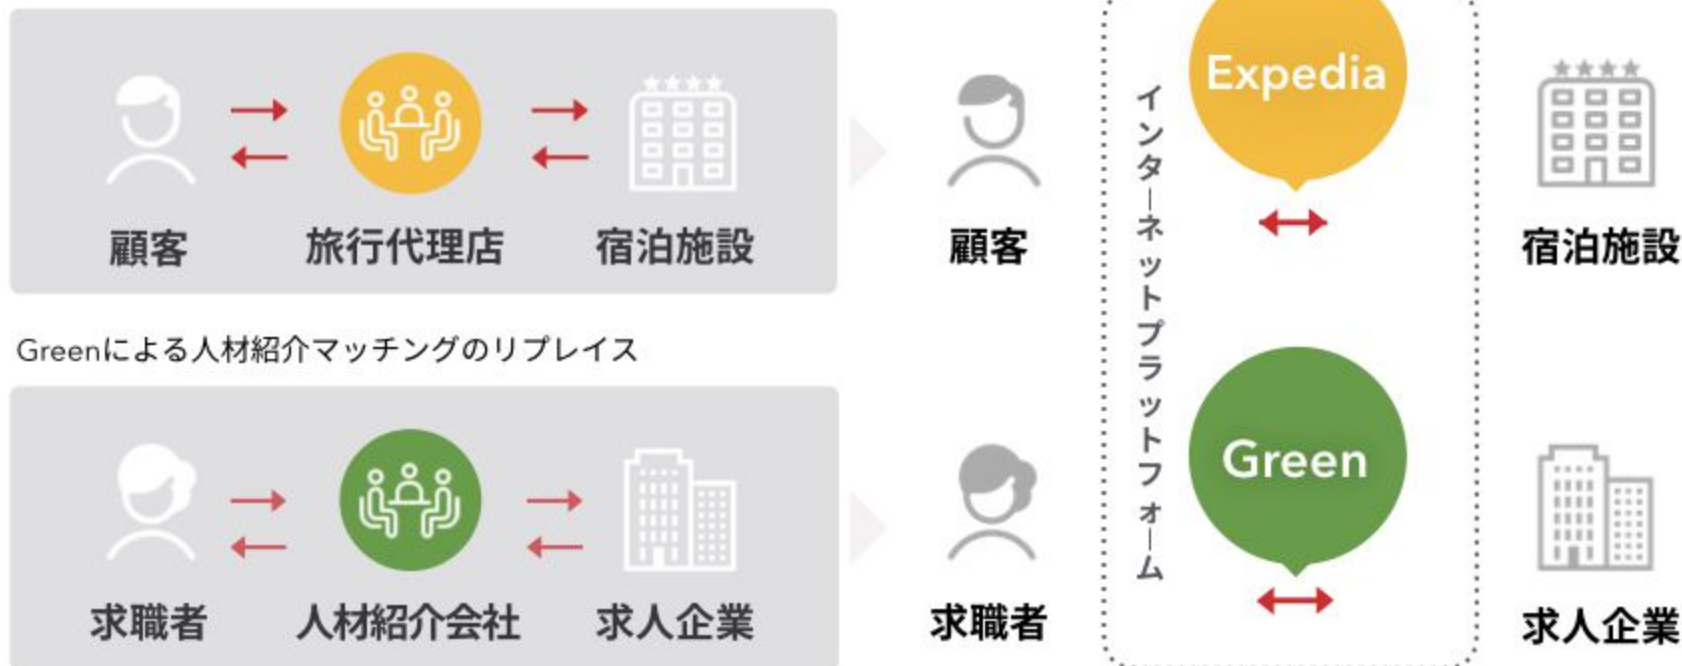 Expedia
顧客
旅行代理店
宿泊施設
顧客
インターネットプラットフォーム
宿泊施設
Greenによる人材紹介マッチングのリプレイス
Green
求職者
人材紹介会社
求人企業
求職者
求人企業